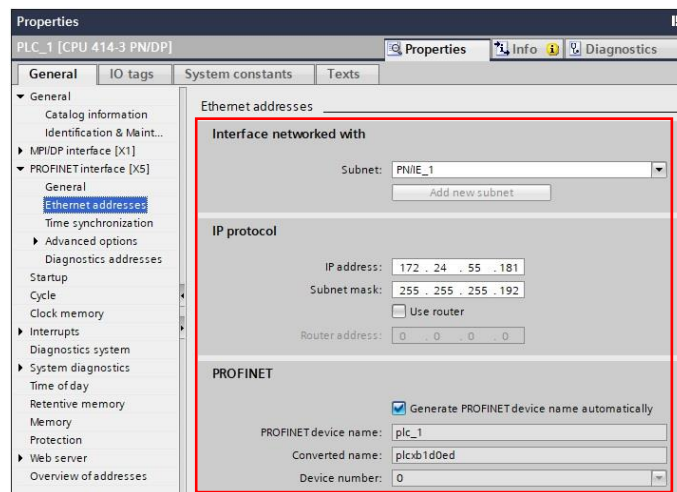 Properties
PLC_1 [CPU 414-3 PN/DP]
Properties
Info
Diagnostics
General
IO tags
System constants
Texts
General
Catalog information
Identification & Maint...
MPI/DP interface [X1]
PROFINET interface [X5]
General
Ethernet addresses
Time synchronization
Advanced options
Diagnostics addresses
Startup
Cycle
Clock memory
Interrupts
Diagnostics system
System diagnostics
Time of day
Retentive memory
Memory
Protection
Web server
Overview of addresses
Ethernet addresses
Interface networked with
Subnet: PN/IE_1
Add new subnet
IP protocol
IP address: 172 . 24 . 55 . 181
Subnet mask: 255 . 255 . 255 . 192
Use router
Router address: 0 . 0 . 0 . 0
PROFINET
Generate PROFINET device name automatically
PROFINET device name: plc_1
Converted name: plcxb1d0ed
Device number: 0